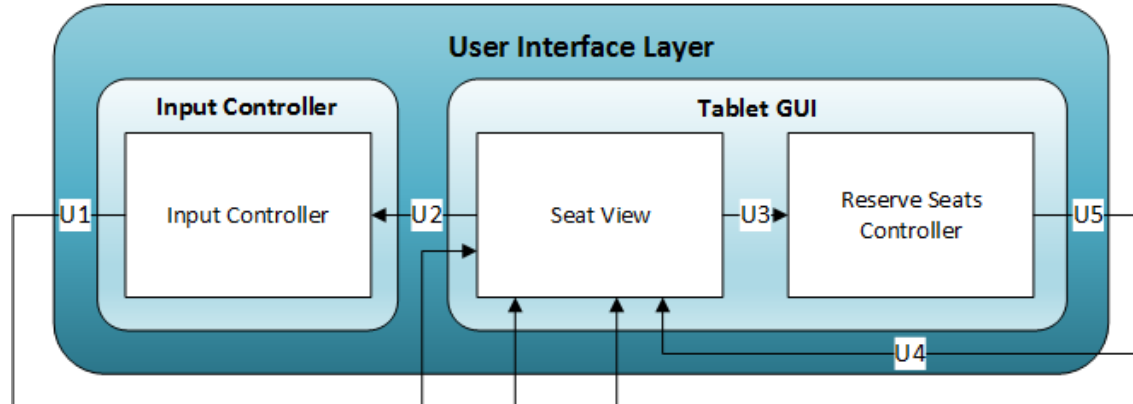 User Interface Layer
Input Controller
Tablet GUI
Input Controller
Seat View
Reserve Seats
Controller
U1
U2
U3
U5
U4